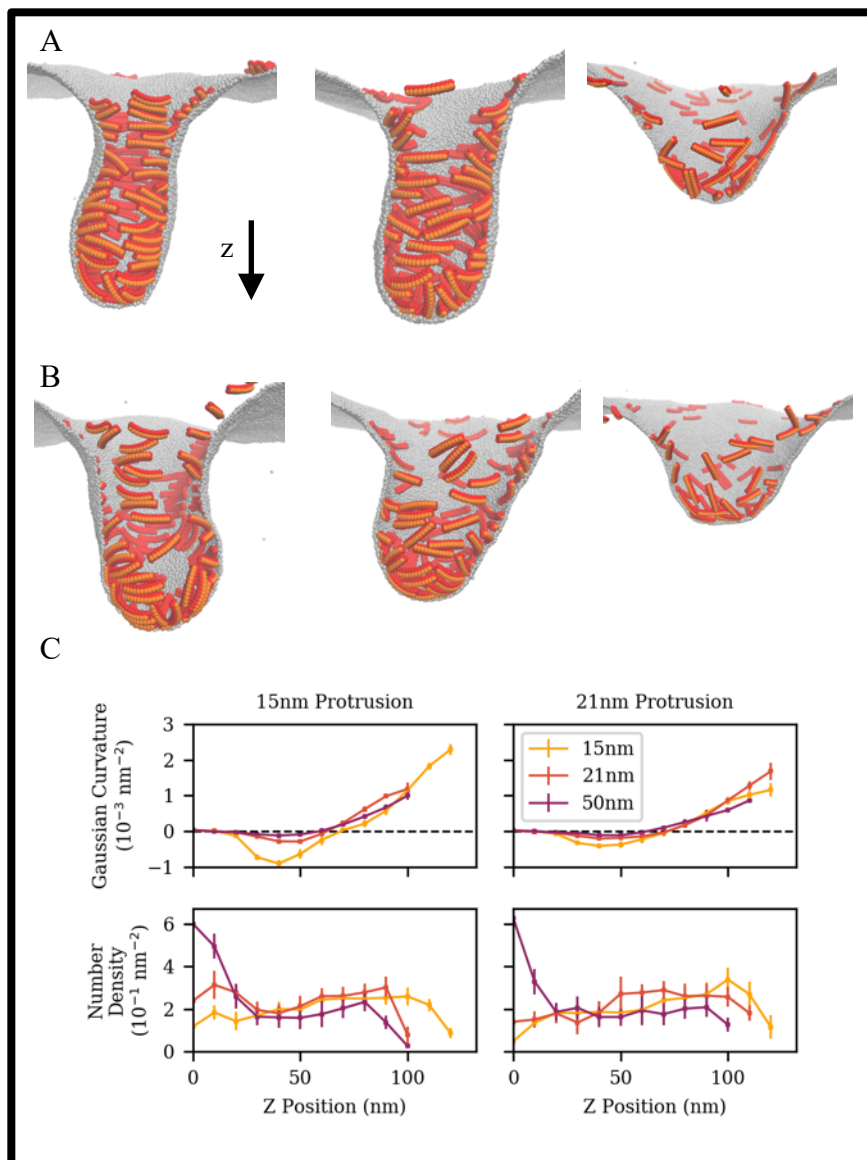 A
z
B
C
15nm Protrusion
21nm Protrusion
Gaussian Curvature
(10⁻³ nm⁻²)
3
2
1
0
−1
15nm
21nm
50nm
Number
Density
(10⁻¹ nm⁻²)
6
4
2
0
0
50
100
0
50
100
Z Position (nm)
Z Position (nm)